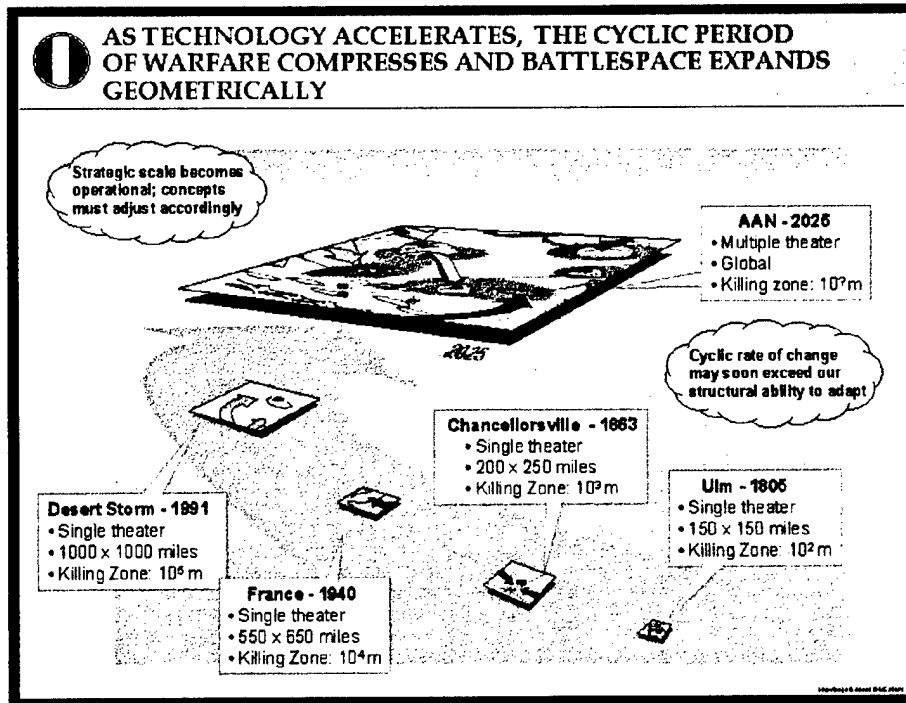 AS TECHNOLOGY ACCELERATES, THE CYCLIC PERIOD
OF WARFARE COMPRESSES AND BATTLESPACE EXPANDS
GEOMETRICALLY
Strategic scale becomes
operational; concepts
must adjust accordingly
AAN - 2025
• Multiple theater
• Global
• Killing zone: 10?m
2025
Cyclic rate of change
may soon exceed our
structural ability to adapt
Chancellorsville - 1863
• Single theater
• 200 x 250 miles
• Killing Zone: 10³m
Ulm - 1805
• Single theater
• 150 x 150 miles
• Killing Zone: 10²m
Desert Storm - 1991
• Single theater
• 1000 x 1000 miles
• Killing Zone: 10⁵m
France - 1940
• Single theater
• 550 x 650 miles
• Killing Zone: 10⁴m